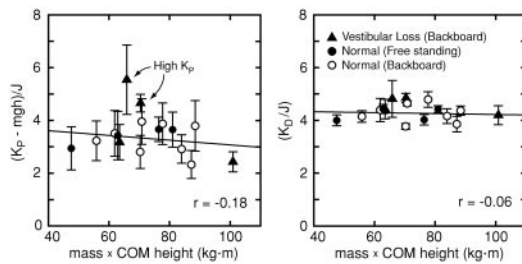 8
6
4
2
0
(K_P - mgh)/J
High K_P
r = -0.18
40 60 80 100
mass x COM height (kg·m)
8
6
4
2
0
(K_D/J)
▲ Vestibular Loss (Backboard)
● Normal (Free standing)
○ Normal (Backboard)
r = -0.06
40 60 80 100
mass x COM height (kg·m)